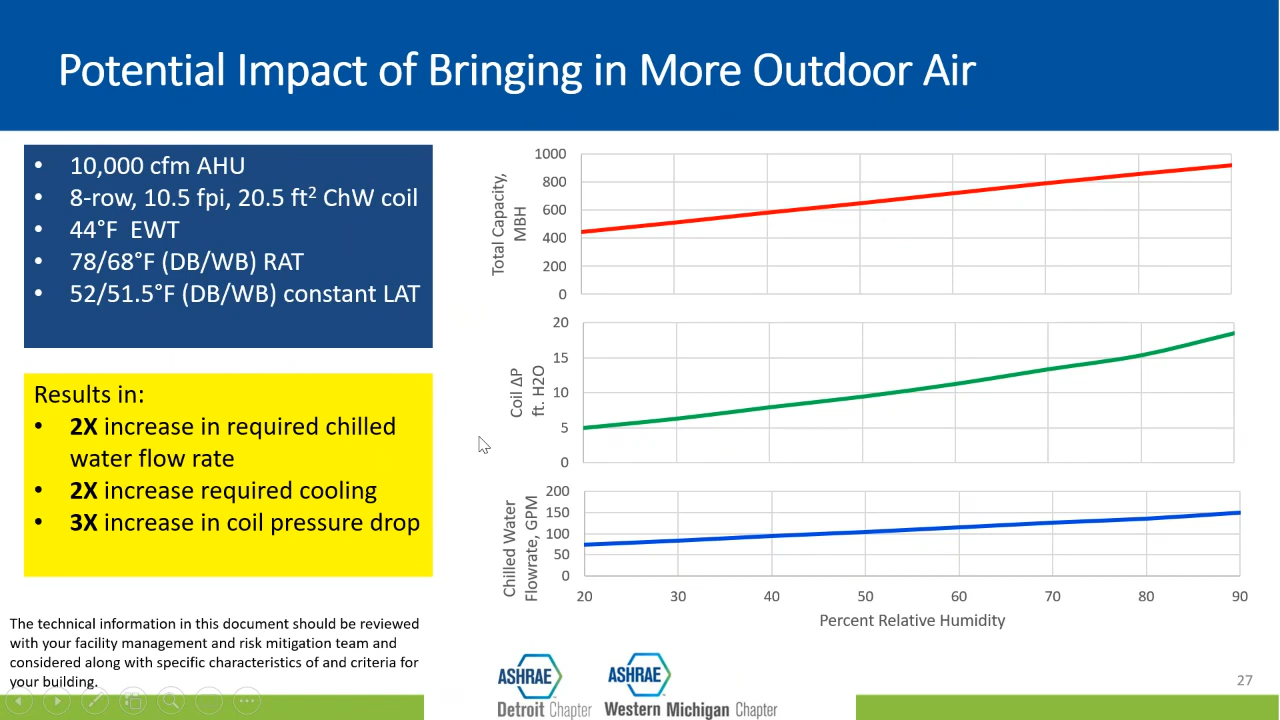 Potential Impact of Bringing in More Outdoor Air
• 10,000 cfm AHU
• 8-row, 10.5 fpi, 20.5 ft² ChW coil
• 44°F EWT
• 78/68°F (DB/WB) RAT
• 52/51.5°F (DB/WB) constant LAT
Results in:
• 2X increase in required chilled
water flow rate
• 2X increase required cooling
• 3X increase in coil pressure drop
The technical information in this document should be reviewed
with your facility management and risk mitigation team and
considered along with specific characteristics of and criteria for
your building.
Total Capacity,
MBH
1000
800
600
400
200
0
Coil ΔP
ft. H2O
20
15
10
5
0
Chilled Water
Flowrate, GPM
200
150
100
50
0
20 30 40 50 60 70 80 90
Percent Relative Humidity
ASHRAE
Detroit Chapter
ASHRAE
Western Michigan Chapter
27